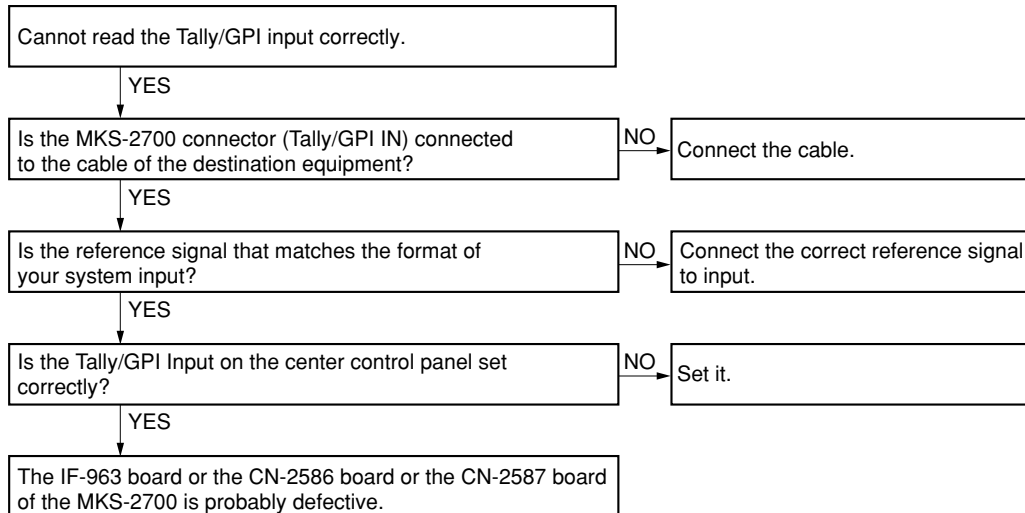 Cannot read the Tally/GPI input correctly.
YES
Is the MKS-2700 connector (Tally/GPI IN) connected
to the cable of the destination equipment?
NO
Connect the cable.
YES
Is the reference signal that matches the format of
your system input?
NO
Connect the correct reference signal
to input.
YES
Is the Tally/GPI Input on the center control panel set
correctly?
NO
Set it.
YES
The IF-963 board or the CN-2586 board or the CN-2587 board
of the MKS-2700 is probably defective.